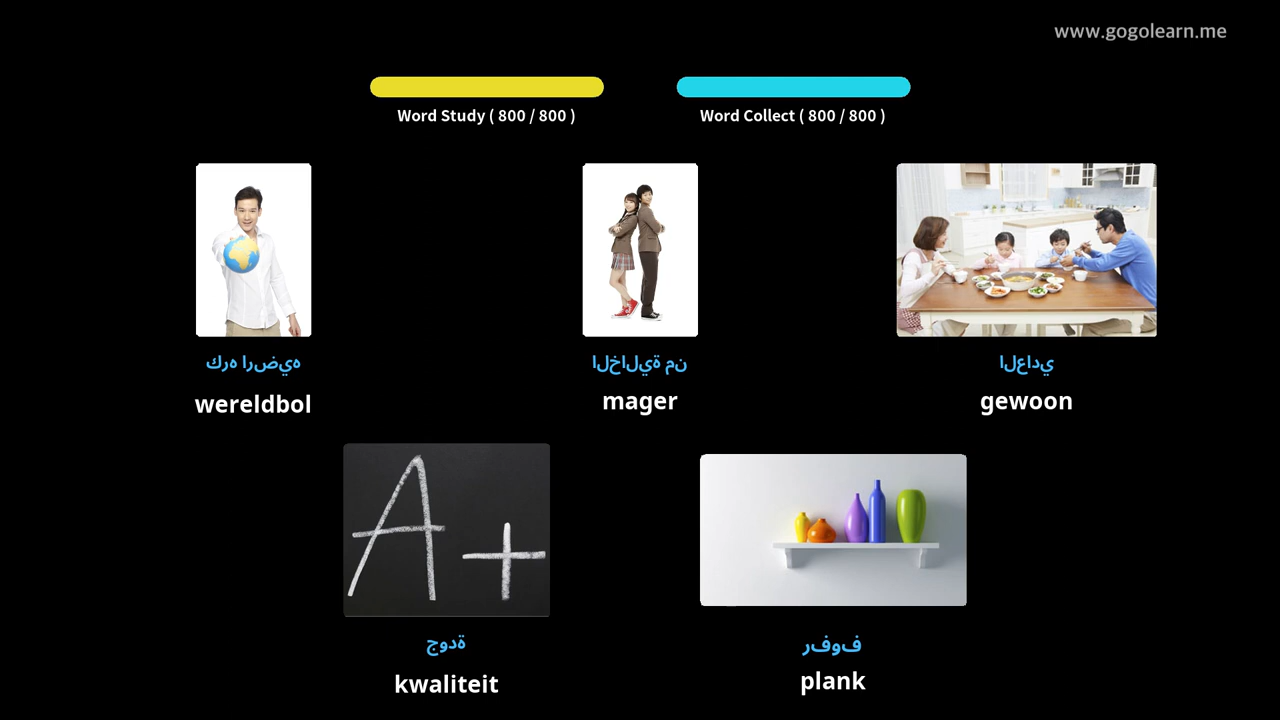 www.gogolearn.me
Word Study ( 800 / 800 )
Word Collect ( 800 / 800 )
كره ارضيه
wereldbol
الخالية من
mager
العادي
gewoon
A+
جودة
kwaliteit
رفوف
plank